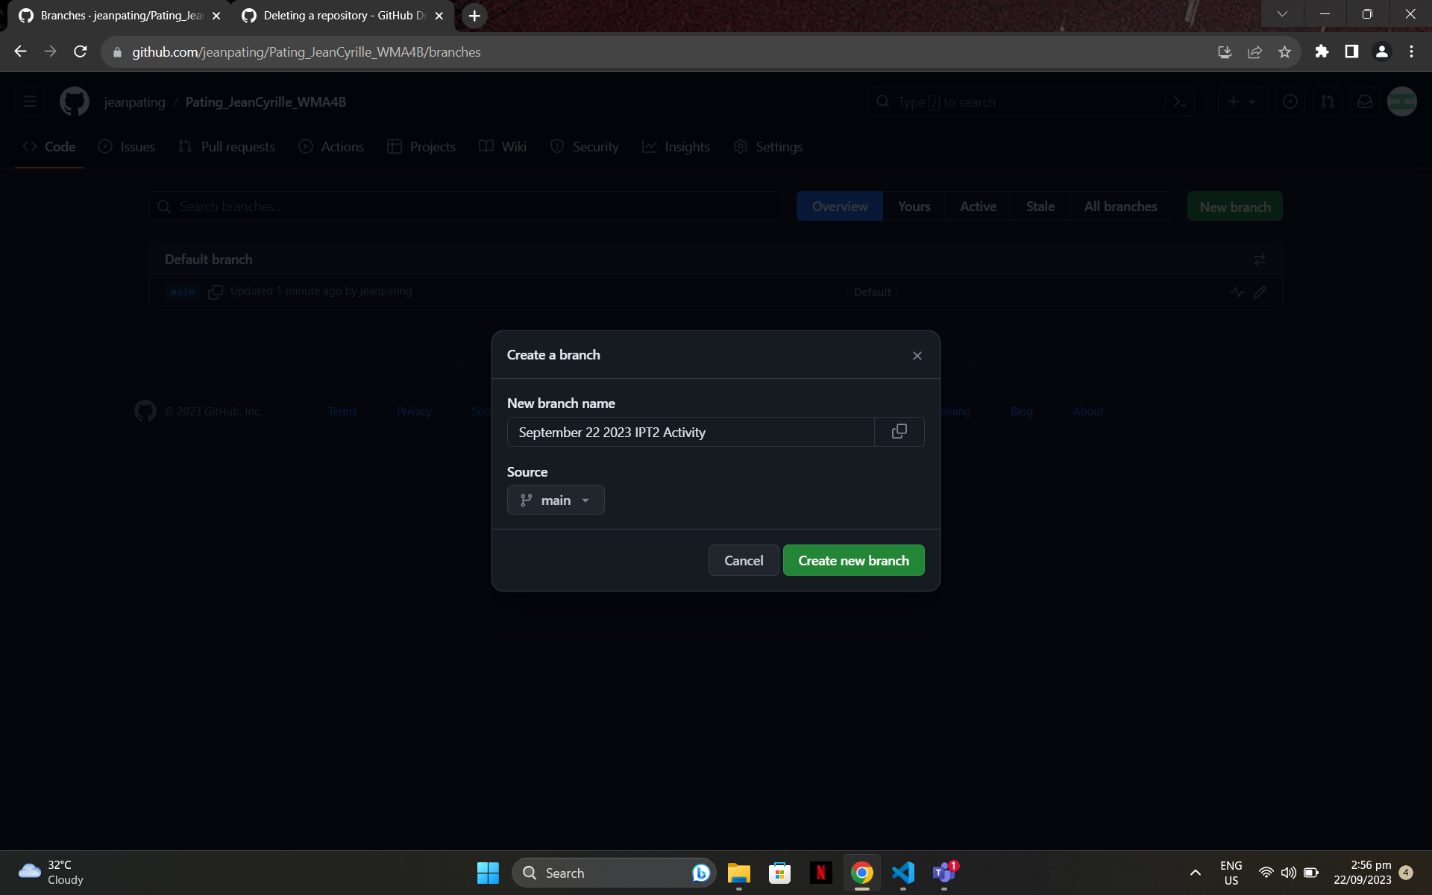 Branches · jeanpating/Pating_Jea
Deleting a repository - GitHub D
github.com/jeanpating/Pating_JeanCyrille_WMA4B/branches
jeanpating / Pating_JeanCyrille_WMA4B
Type / to search
Code Issues Pull requests Actions Projects Wiki Security Insights Settings
Search branches...
Overview Yours Active Stale All branches New branch
Default branch
main Updated 1 minute ago by jeanpating Default
Create a branch
New branch name
September 22 2023 IPT2 Activity
Source
main
Cancel Create new branch
© 2023 GitHub, Inc. Terms Privacy Blog About
32°C
Cloudy
Search
1
ENG
US
2:56 pm
22/09/2023
4